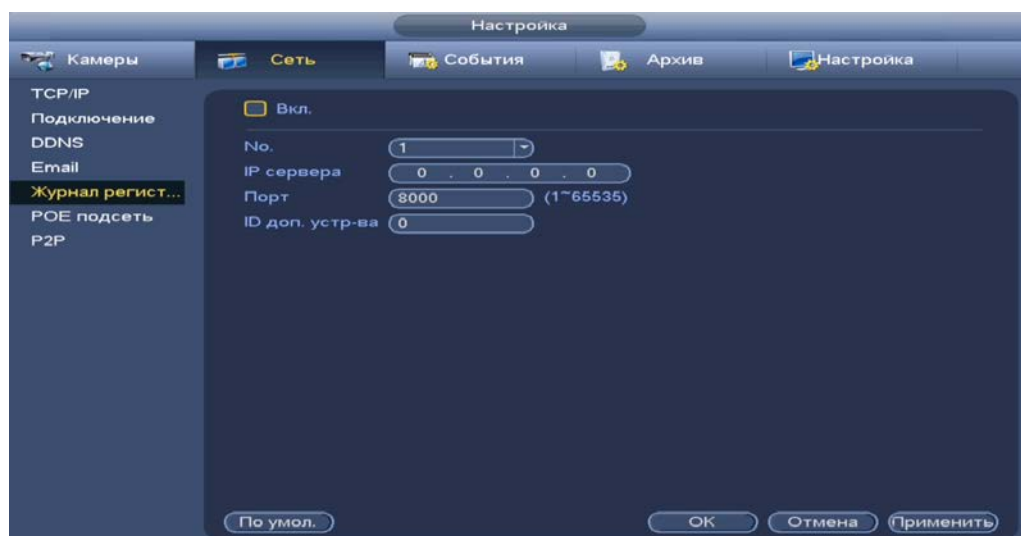 Настройка
Камеры Сеть События Архив Настройка
TCP/IP
Подключение
DDNS
Email
Журнал регист...
POE подсеть
P2P
Вкл.
No. 1
IP сервера 0 . 0 . 0 . 0
Порт 8000 (1~65535)
ID доп. устр-ва 0
По умол. OK Отмена Применить